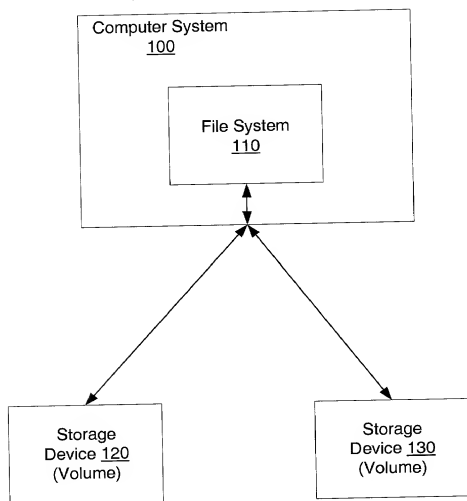 Computer System
100
File System
110
Storage
Device 120
(Volume)
Storage
Device 130
(Volume)